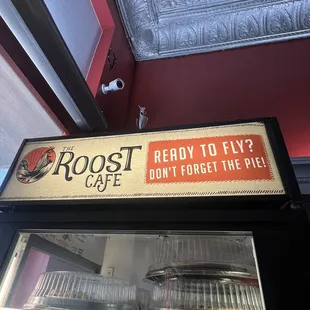 THE
ROOST
CAFE
READY TO FLY?
DON'T FORGET THE PIE!